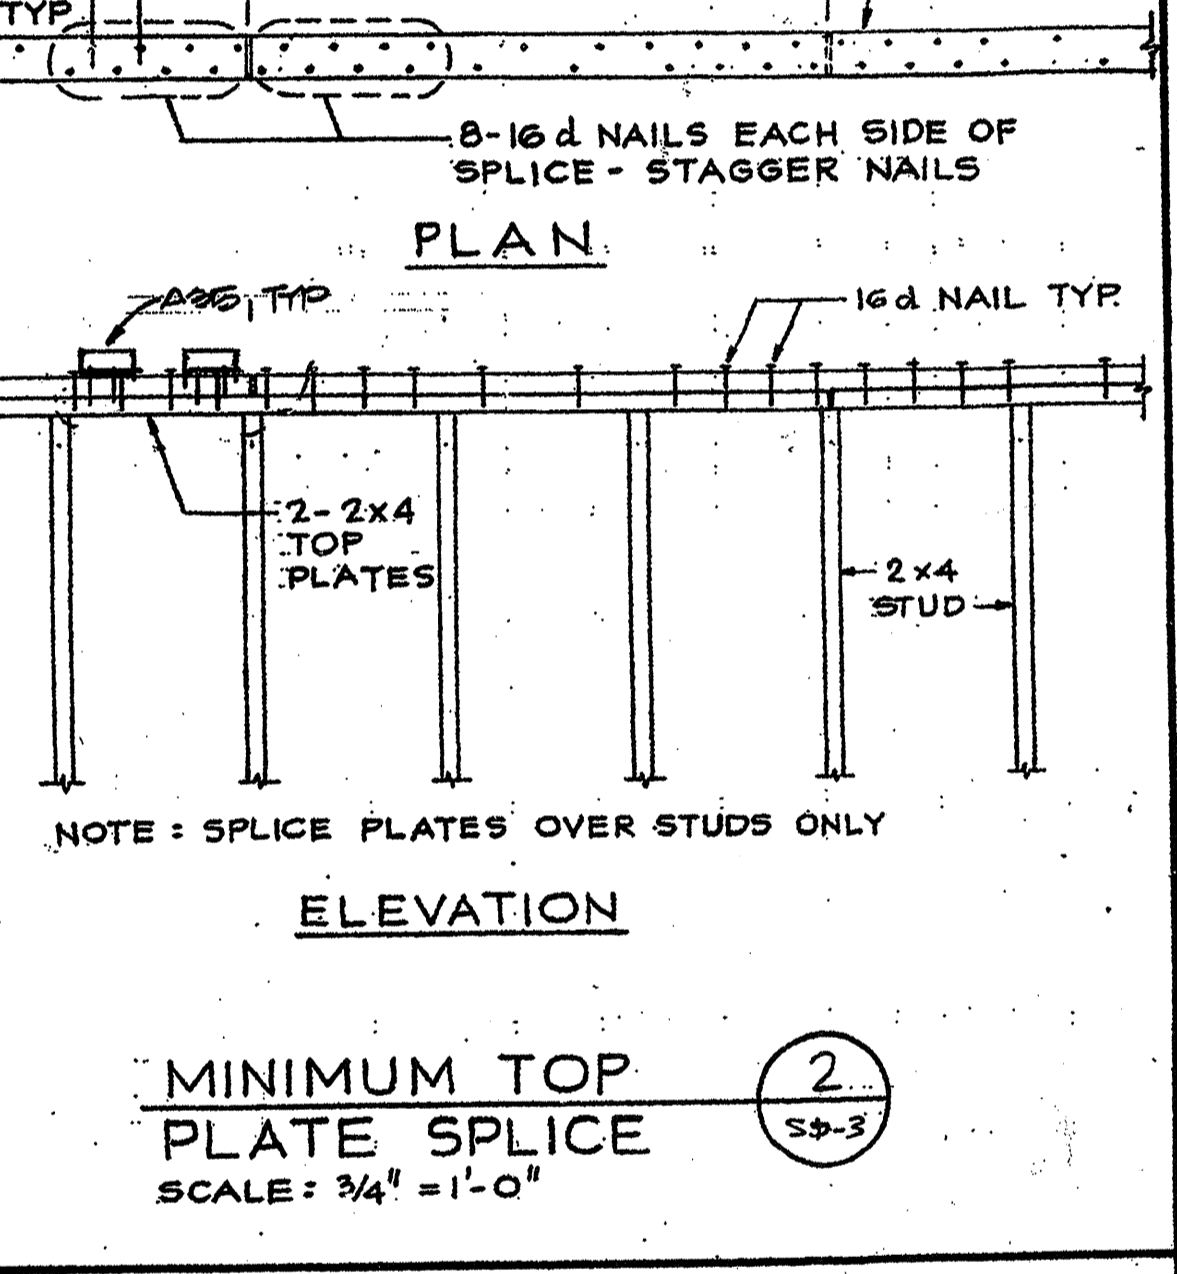 TYP
8-16d NAILS EACH SIDE OF
SPLICE - STAGGER NAILS
PLAN
A35, TYP
16d NAIL TYP.
2-2x4
TOP
PLATES
2x4
STUD
NOTE: SPLICE PLATES OVER STUDS ONLY
ELEVATION
MINIMUM TOP
PLATE SPLICE
SCALE: 3/4" = 1'-0"
2